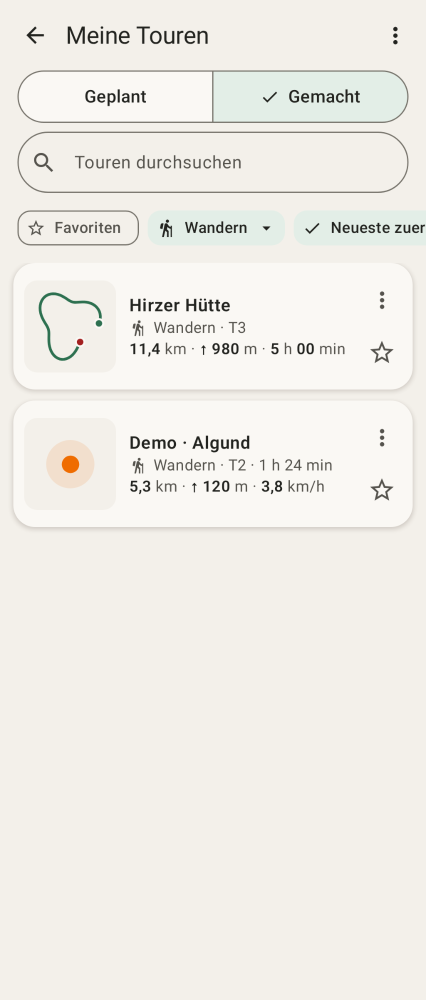 Meine Touren
Geplant
Gemacht
Touren durchsuchen
Favoriten
Wandern
Neueste zuer
Hirzer Hütte
Wandern · T3
11,4 km · ↑ 980 m · 5 h 00 min
Demo · Algund
Wandern · T2 · 1 h 24 min
5,3 km · ↑ 120 m · 3,8 km/h